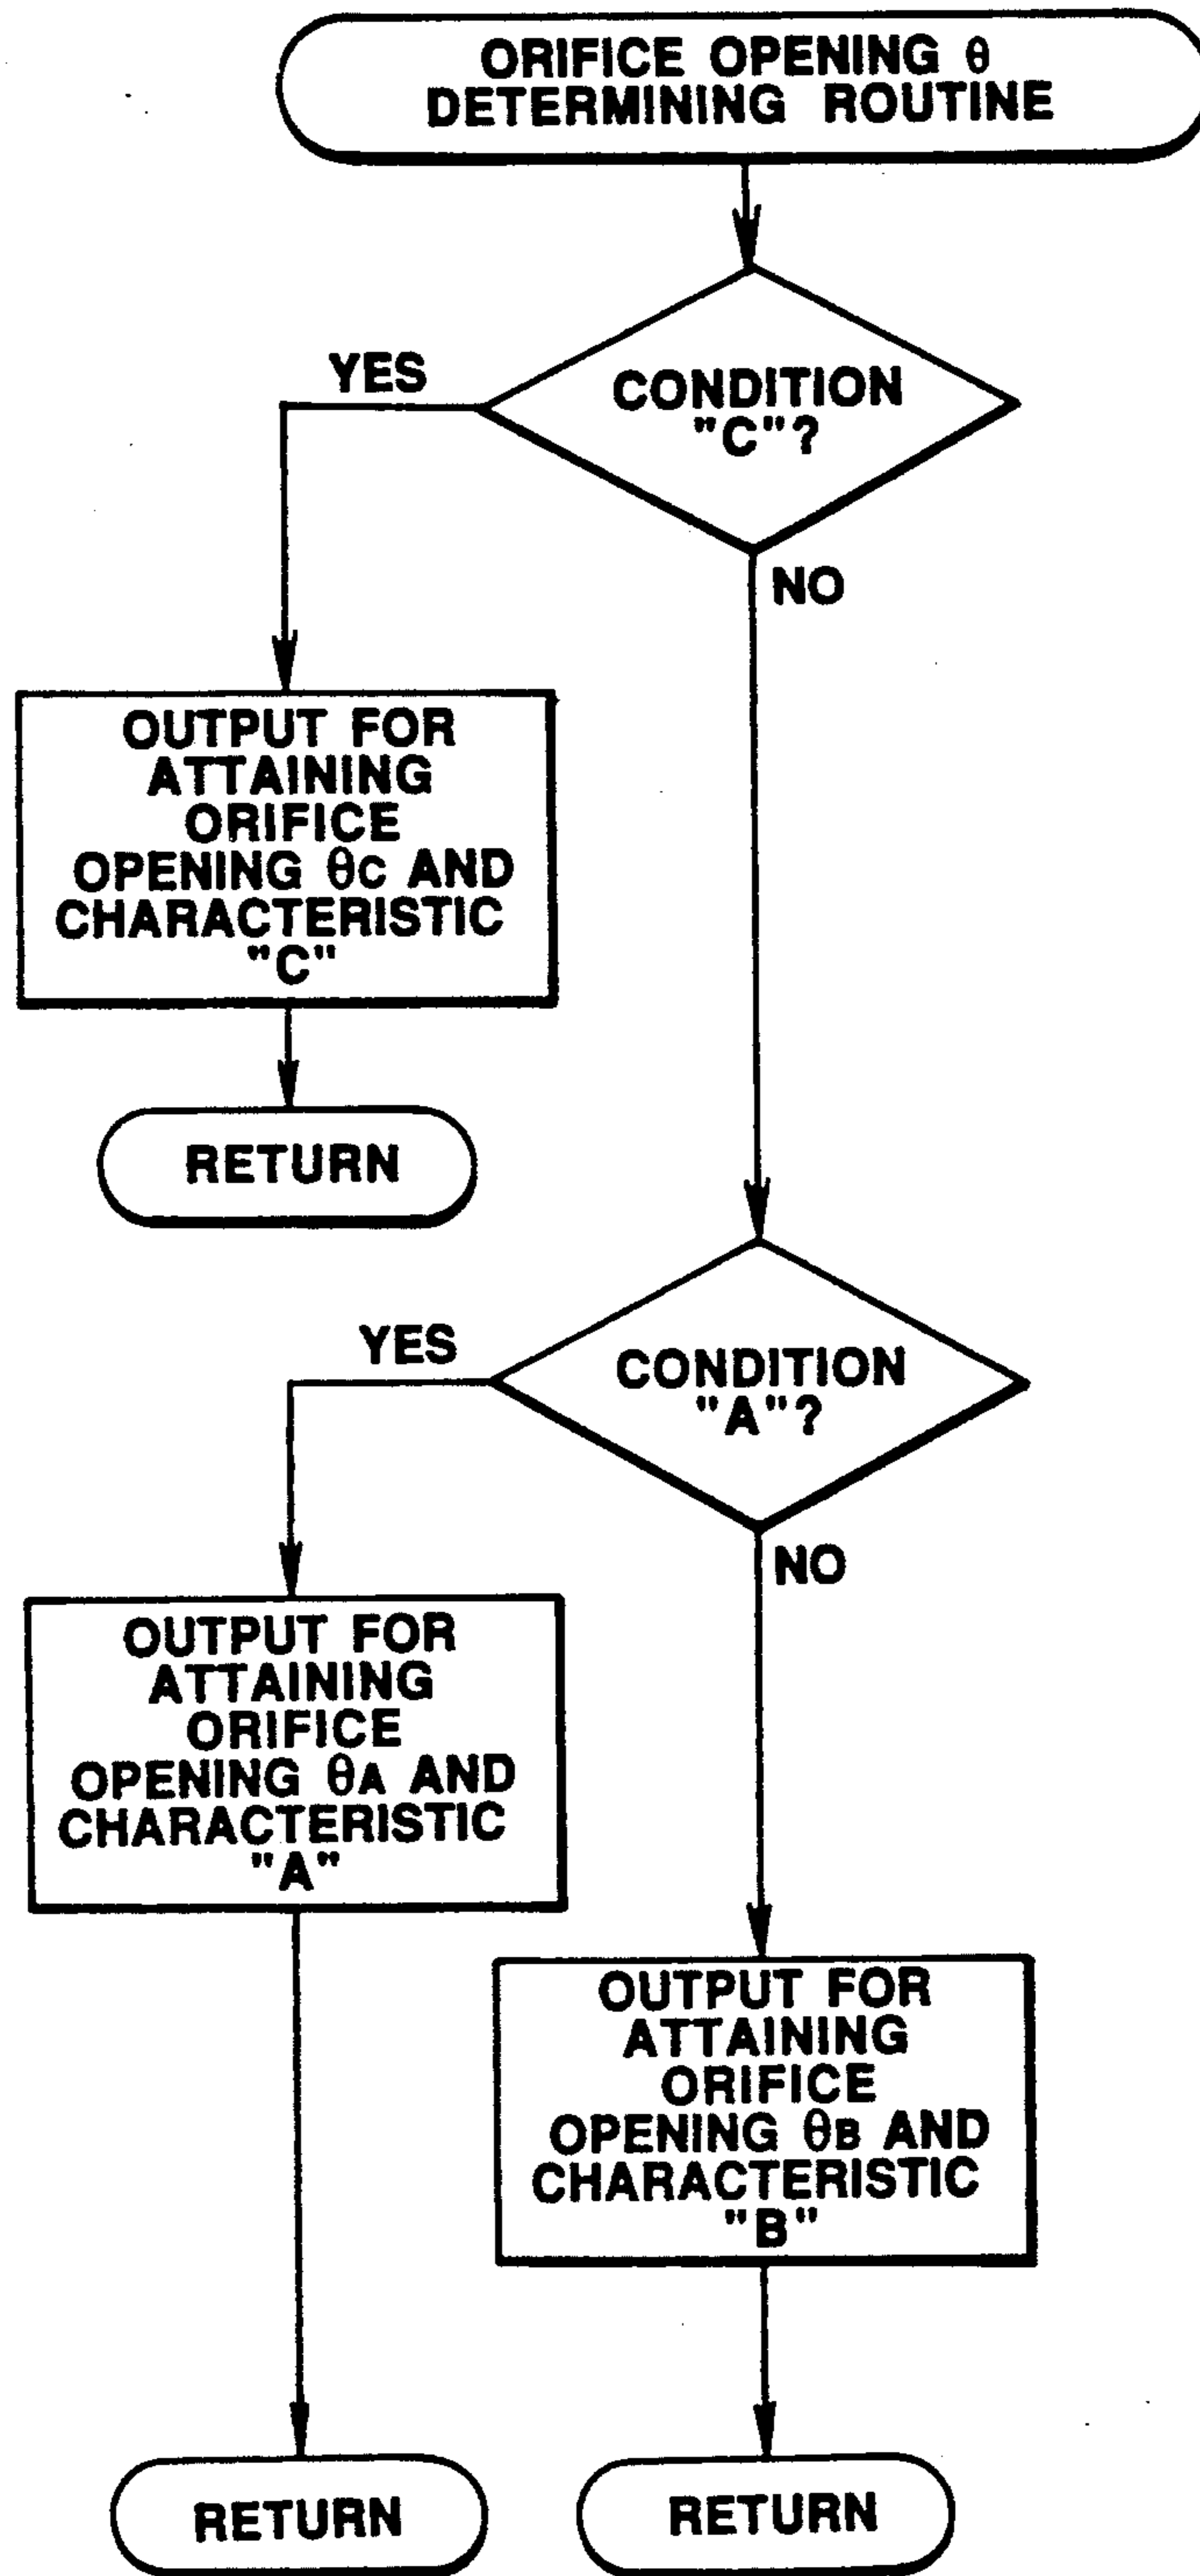 ORIFICE OPENING θ
DETERMINING ROUTINE
CONDITION
"C"?
YES
NO
OUTPUT FOR
ATTAINING
ORIFICE
OPENING θC AND
CHARACTERISTIC
"C"
RETURN
CONDITION
"A"?
YES
NO
OUTPUT FOR
ATTAINING
ORIFICE
OPENING θA AND
CHARACTERISTIC
"A"
OUTPUT FOR
ATTAINING
ORIFICE
OPENING θB AND
CHARACTERISTIC
"B"
RETURN
RETURN